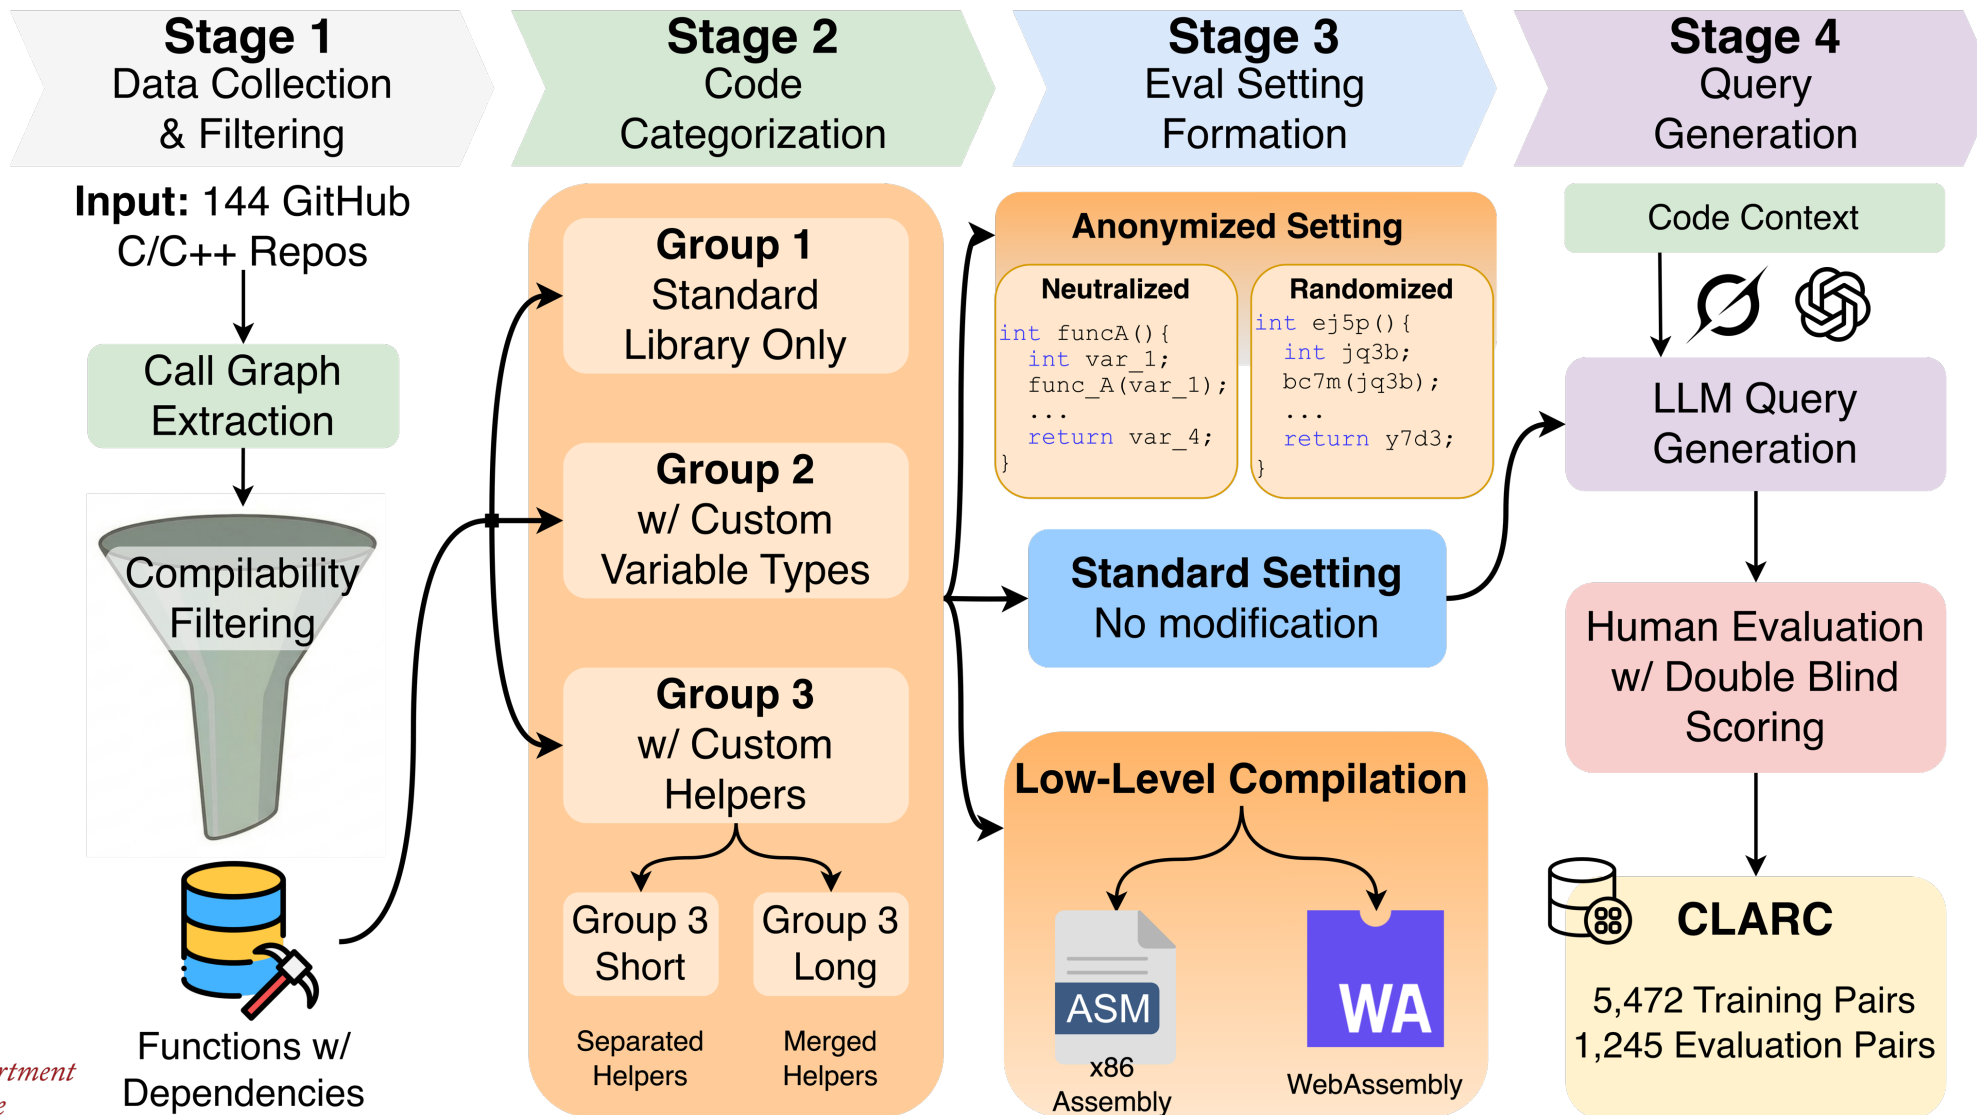 Stage 1
Data Collection
& Filtering
Input: 144 GitHub
C/C++ Repos
Call Graph
Extraction
Compilability
Filtering
Functions w/
Dependencies
Stage 2
Code
Categorization
Group 1
Standard
Library Only
Group 2
w/ Custom
Variable Types
Group 3
w/ Custom
Helpers
Group 3
Short
Separated
Helpers
Group 3
Long
Merged
Helpers
Stage 3
Eval Setting
Formation
Anonymized Setting
Neutralized
int funcA(){
int var_1;
func_A(var_1);
...
return var_4;
}
Randomized
int ej5p(){
int jq3b;
bc7m(jq3b);
...
return y7d3;
}
Standard Setting
No modification
Low-Level Compilation
ASM
x86
Assembly
WA
WebAssembly
Stage 4
Query
Generation
Code Context
LLM Query
Generation
Human Evaluation
w/ Double Blind
Scoring
CLARC
5,472 Training Pairs
1,245 Evaluation Pairs